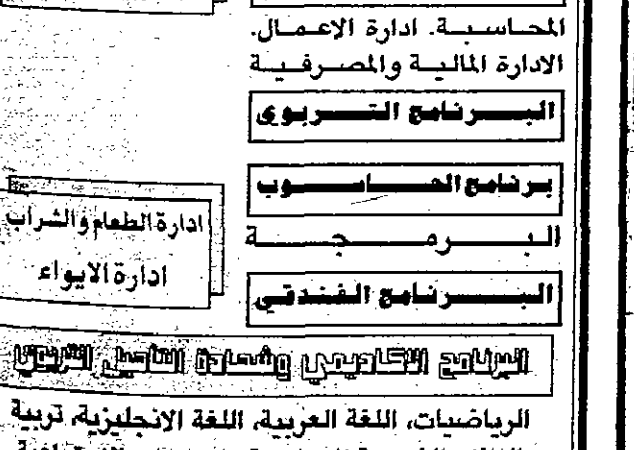 المحاسبة. ادارة الاعمال.
الادارة المالية والمصرفية
البرنامج التربوي
برنامج الحاسوب
البرمجة
البرنامج الفندقي
ادارة الطعام والشراب
ادارة الايواء
البرنامج الاكاديمي وشهادة التأهيل التربوي
الرياضيات، اللغة العربية، اللغة الانجليزية، تربية